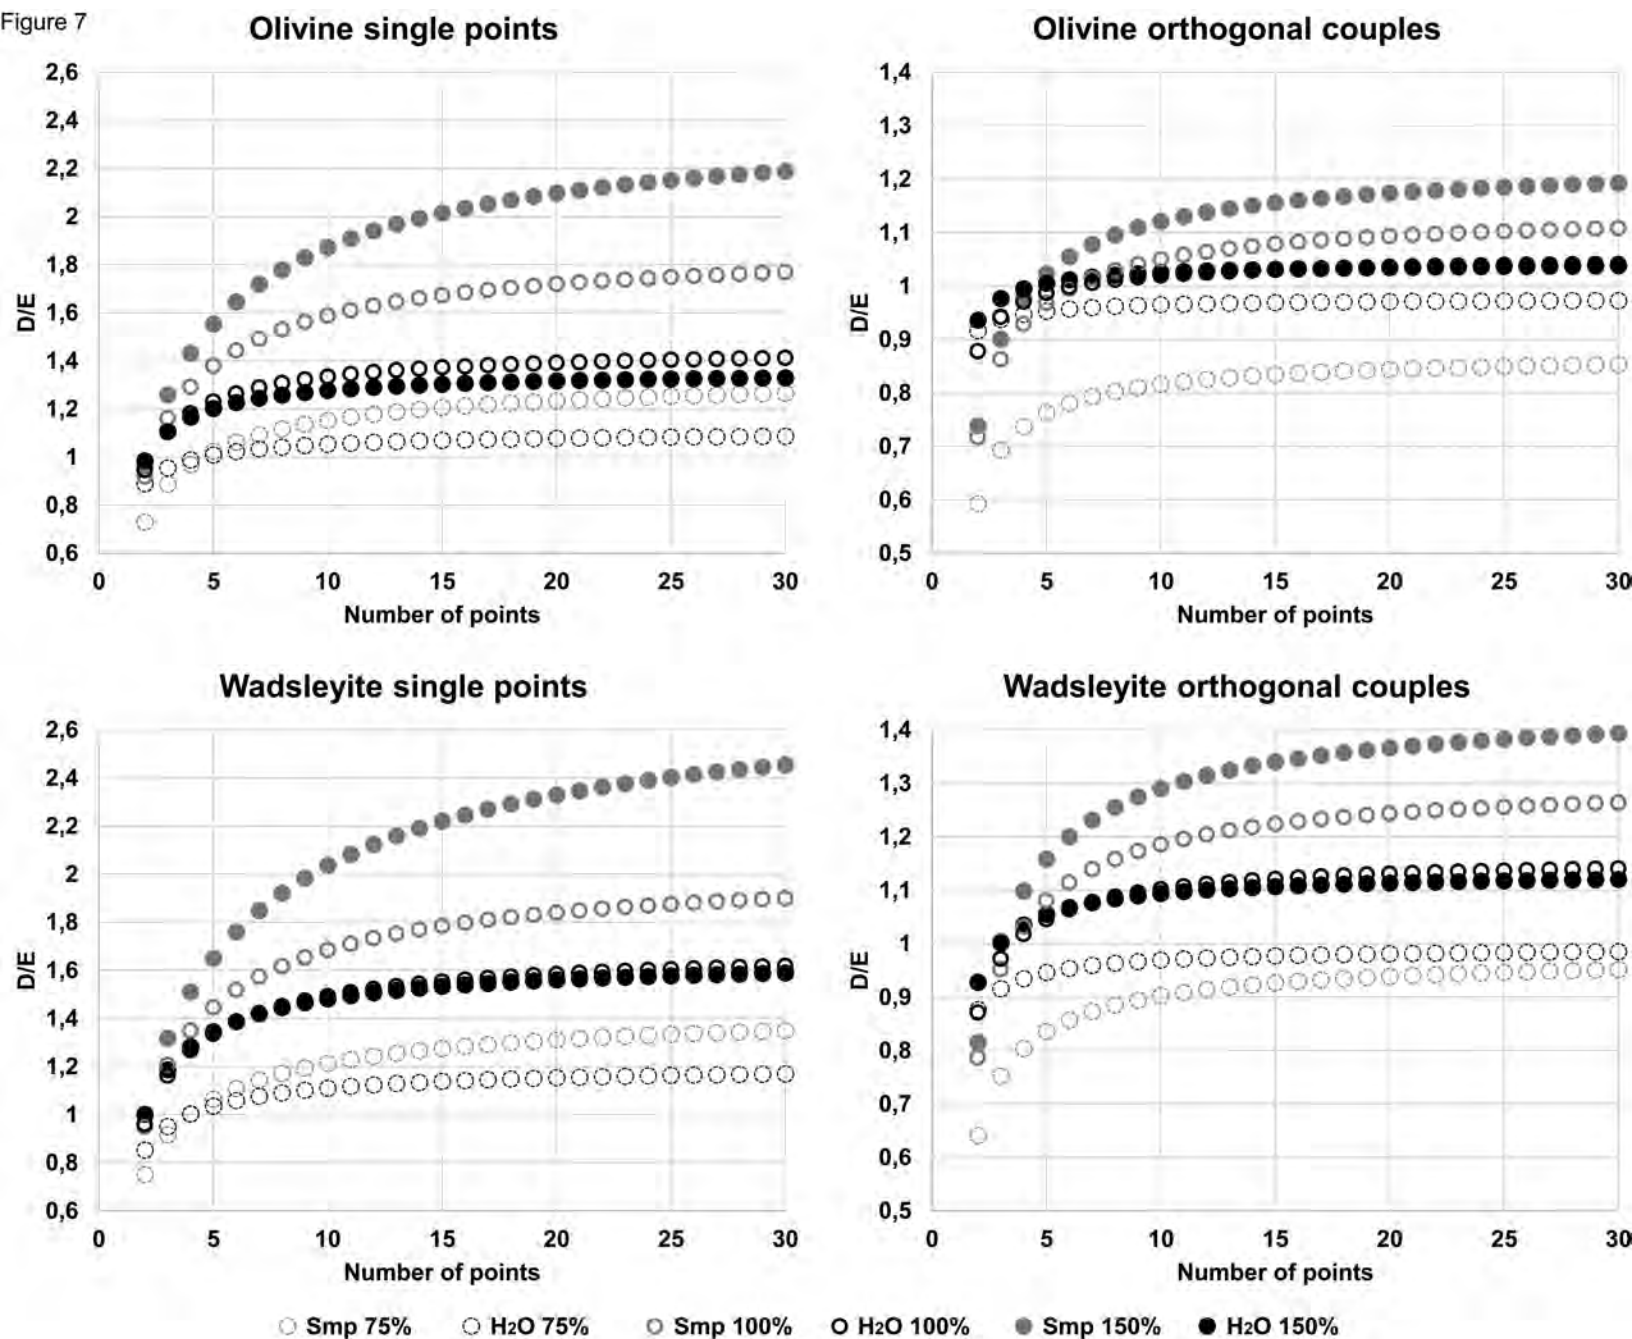 Figure 7
Olivine single points
2,6
2,4
2,2
2
1,8
1,6
1,4
1,2
1
0,8
0,6
D/E
0 5 10 15 20 25 30
Number of points
Olivine orthogonal couples
1,4
1,3
1,2
1,1
1
0,9
0,8
0,7
0,6
0,5
D/E
0 5 10 15 20 25 30
Number of points
Wadsleyite single points
2,6
2,4
2,2
2
1,8
1,6
1,4
1,2
1
0,8
0,6
D/E
0 5 10 15 20 25 30
Number of points
Wadsleyite orthogonal couples
1,4
1,3
1,2
1,1
1
0,9
0,8
0,7
0,6
0,5
D/E
0 5 10 15 20 25 30
Number of points
Smp 75% H2O 75% Smp 100% H2O 100% Smp 150% H2O 150%